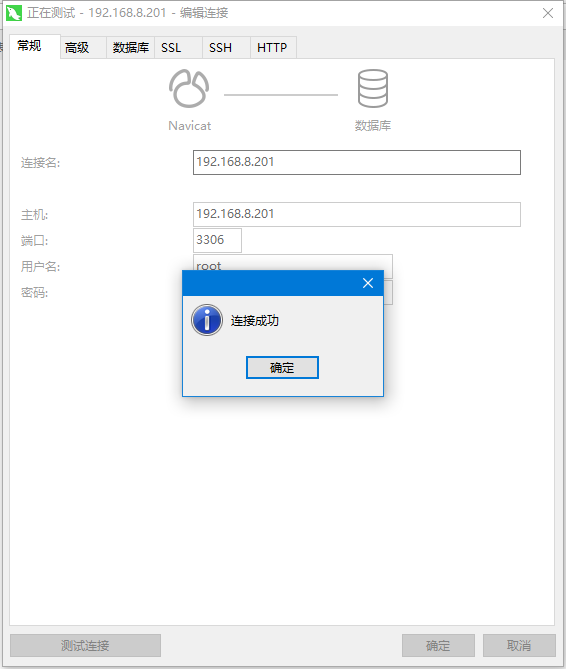 正在测试 - 192.168.8.201 - 编辑连接
常规 高级 数据库 SSL SSH HTTP
Navicat 数据库
连接名: 192.168.8.201
主机: 192.168.8.201
端口: 3306
用户名: root
密码:
连接成功
确定
测试连接 确定 取消